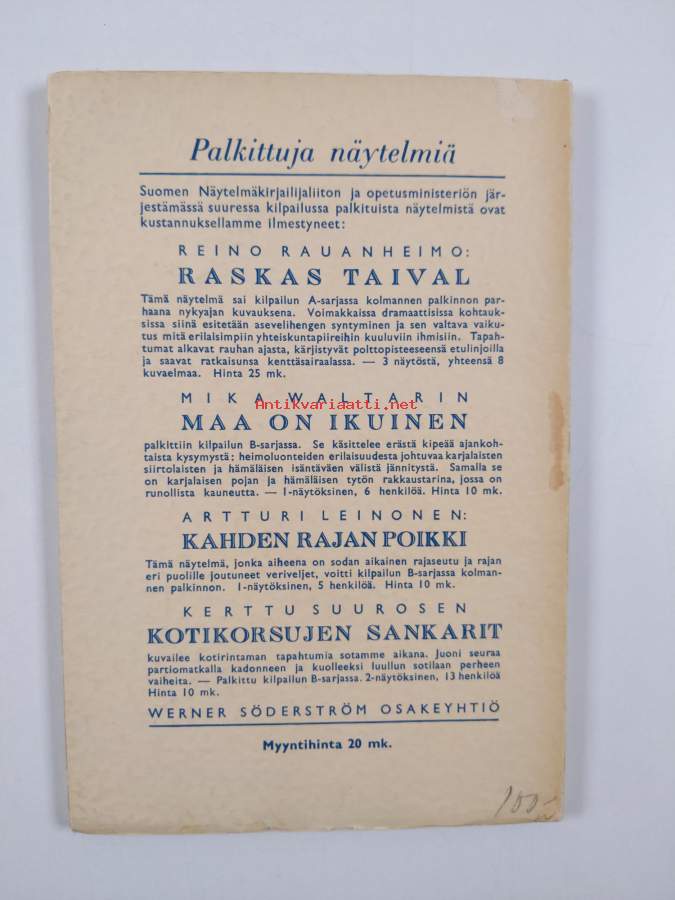 Palkittuja näytelmiä
Suomen Näytelmäkirjailijaliiton ja opetusministeriön jär-
jestämässä suuressa kilpailussa palkituista näytelmistä ovat
kustannuksellamme ilmestyneet:
REINO RAUANHEIMO:
RASKAS TAIVAL
Tämä näytelmä sai kilpailun A-sarjassa kolmannen palkinnon par-
haana nykyajan kuvauksena. Voimakkaissa dramaattisissa kohtauk-
sissa siinä esitetään asevelihengen syntyminen ja sen valtava vaiku-
tus mitä erilaisimpiin yhteiskuntapiireihin kuuluviin ihmisiin. Tapah-
tumat alkavat rauhan ajasta, kärjistyvät polttopisteeseensä etulinjoilla
ja saavat ratkaisunsa kenttäsairaalassa. — 3 näytöstä, yhteensä 8
kuvaelmaa. Hinta 25 mk.
MIKA WALTARIN
Antikvariaatti.net
MAA ON IKUINEN
palkittiin kilpailun B-sarjassa. Se käsittelee erästä kipeää ajankoh-
taista kysymystä: heimoluonteiden erilaisuudesta johtuvaa karjalaisten
siirtolaisten ja hämäläisen isäntäväen välistä jännitystä. Samalla se
on karjalaisen pojan ja hämäläisen tytön rakkaustarina, jossa on
runollista kauneutta. — 1-näytöksinen, 6 henkilöä. Hinta 10 mk.
ARTTURI LEINONEN:
KAHDEN RAJAN POIKKI
Tämä näytelmä, jonka aiheena on sodan aikainen rajaseutu ja rajan
eri puolille joutuneet veriveljet, voitti kilpailun B-sarjassa kolman-
nen palkinnon. 1-näytöksinen, 5 henkilöä. Hinta 10 mk.
KERTTU SUUROSEN
KOTIKORSUJEN SANKARIT
kuvailee kotirintaman tapahtumia sotamme aikana. Juoni seuraa
partiomatkalla kadonneen ja kuolleeksi luullun sotilaan perheen
vaiheita. — Palkittu kilpailun B-sarjassa. 2-näytöksinen, 13 henkilöä
Hinta 10 mk.
WERNER SÖDERSTRÖM OSAKEYHTIÖ
Myyntihinta 20 mk.
100,-